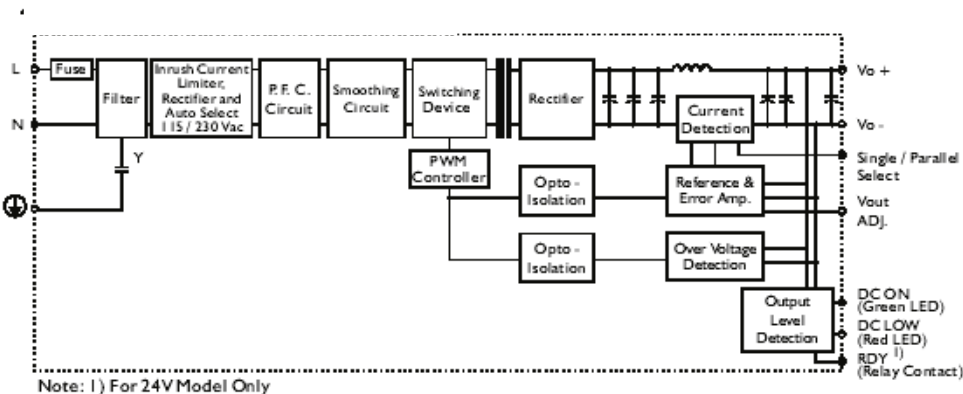 L
Fuse
Filter
Inrush Current
Limiter,
Rectifier and
Auto Select
115 / 230 Vac
P.F. C.
Circuit
Smoothing
Circuit
Switching
Device
Rectifier
Current
Detection
Vo +
N
Vo -
Y
PWM
Controller
Opto -
Isolation
Reference &
Error Amp.
Single / Parallel
Select
Vout
ADJ.
Opto -
Isolation
Over Voltage
Detection
Output
Level
Detection
DC ON
(Green LED)
DC LOW
(Red LED)
RDY 1)
(Relay Contact)
Note: 1) For 24V Model Only